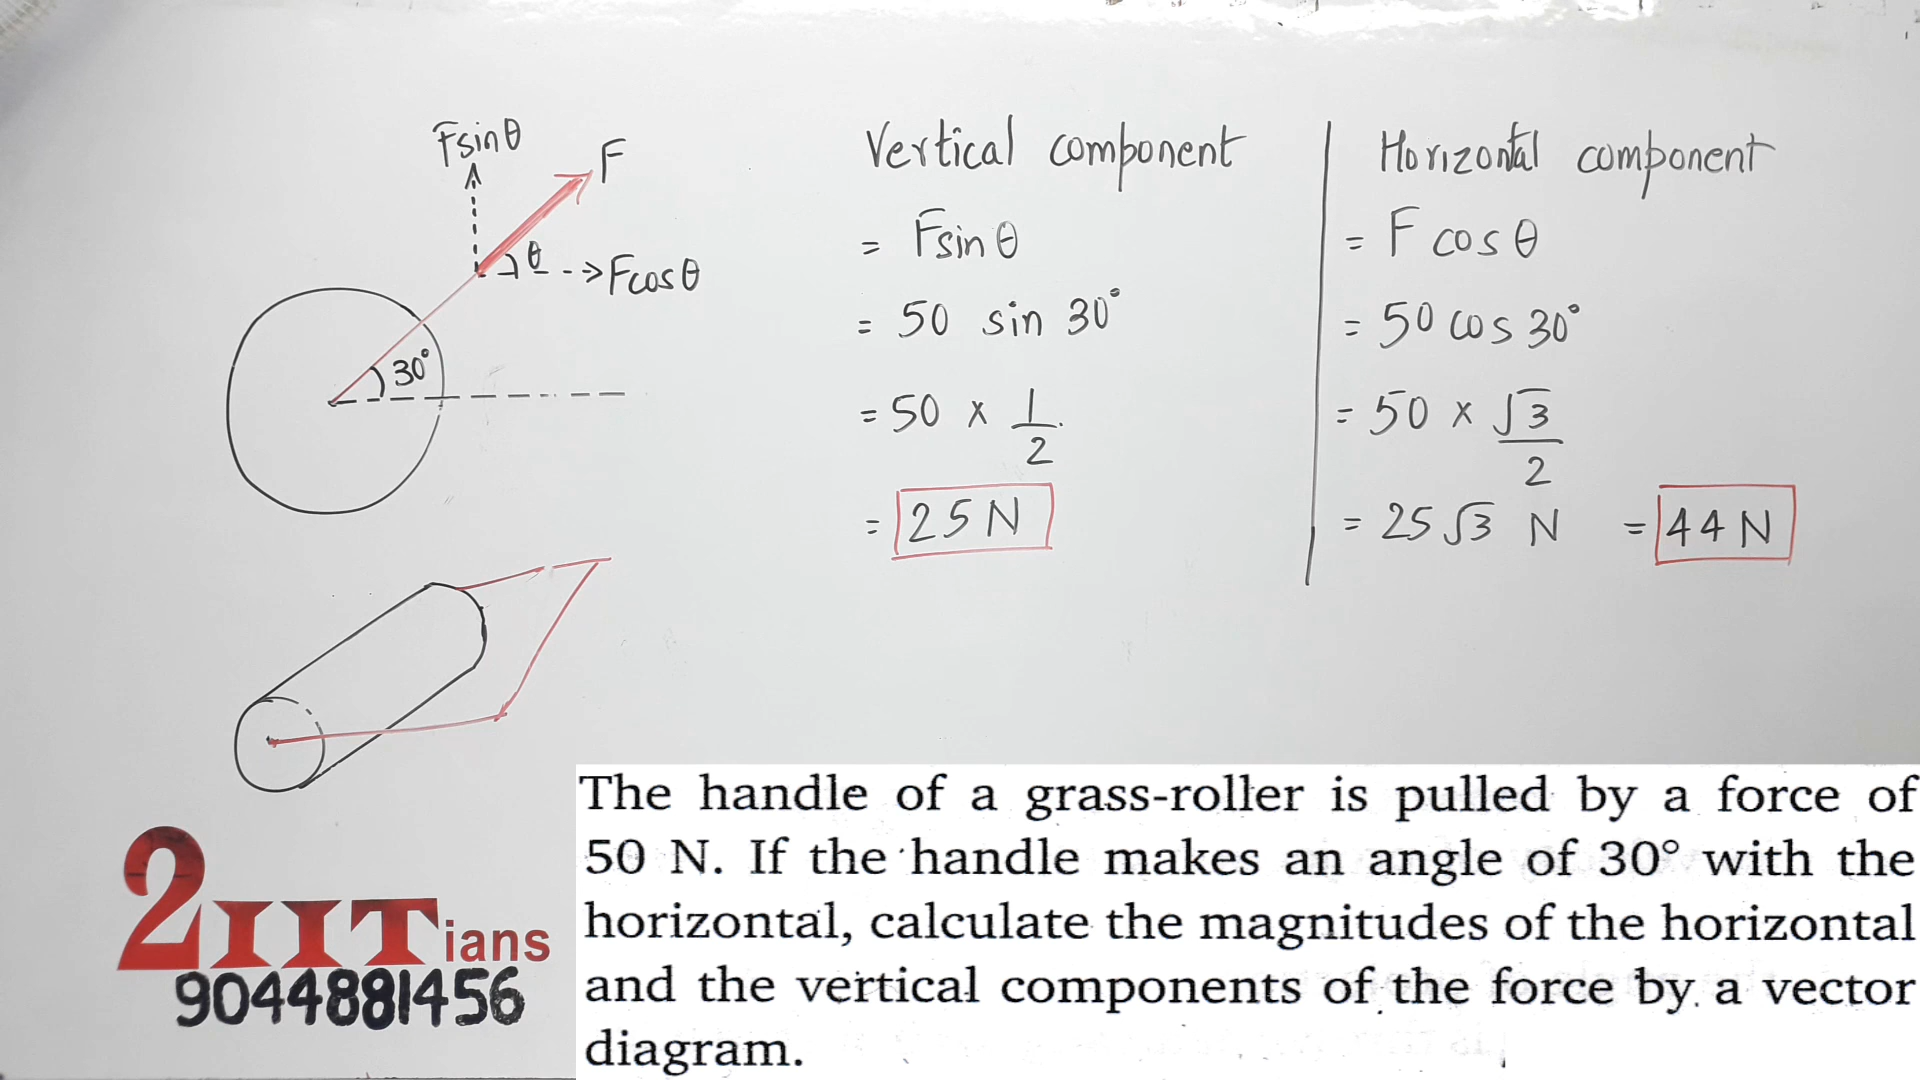 Fsinθ
F
θ
Fcosθ
30°
Vertical component
= Fsinθ
= 50 sin 30°
= 50 × 1/2
= 25 N
Horizontal component
= F cosθ
= 50 cos 30°
= 50 × √3/2
= 25√3 N = 44 N
2IITians
9044881456
The handle of a grass-roller is pulled by a force of
50 N. If the handle makes an angle of 30° with the
horizontal, calculate the magnitudes of the horizontal
and the vertical components of the force by a vector
diagram.